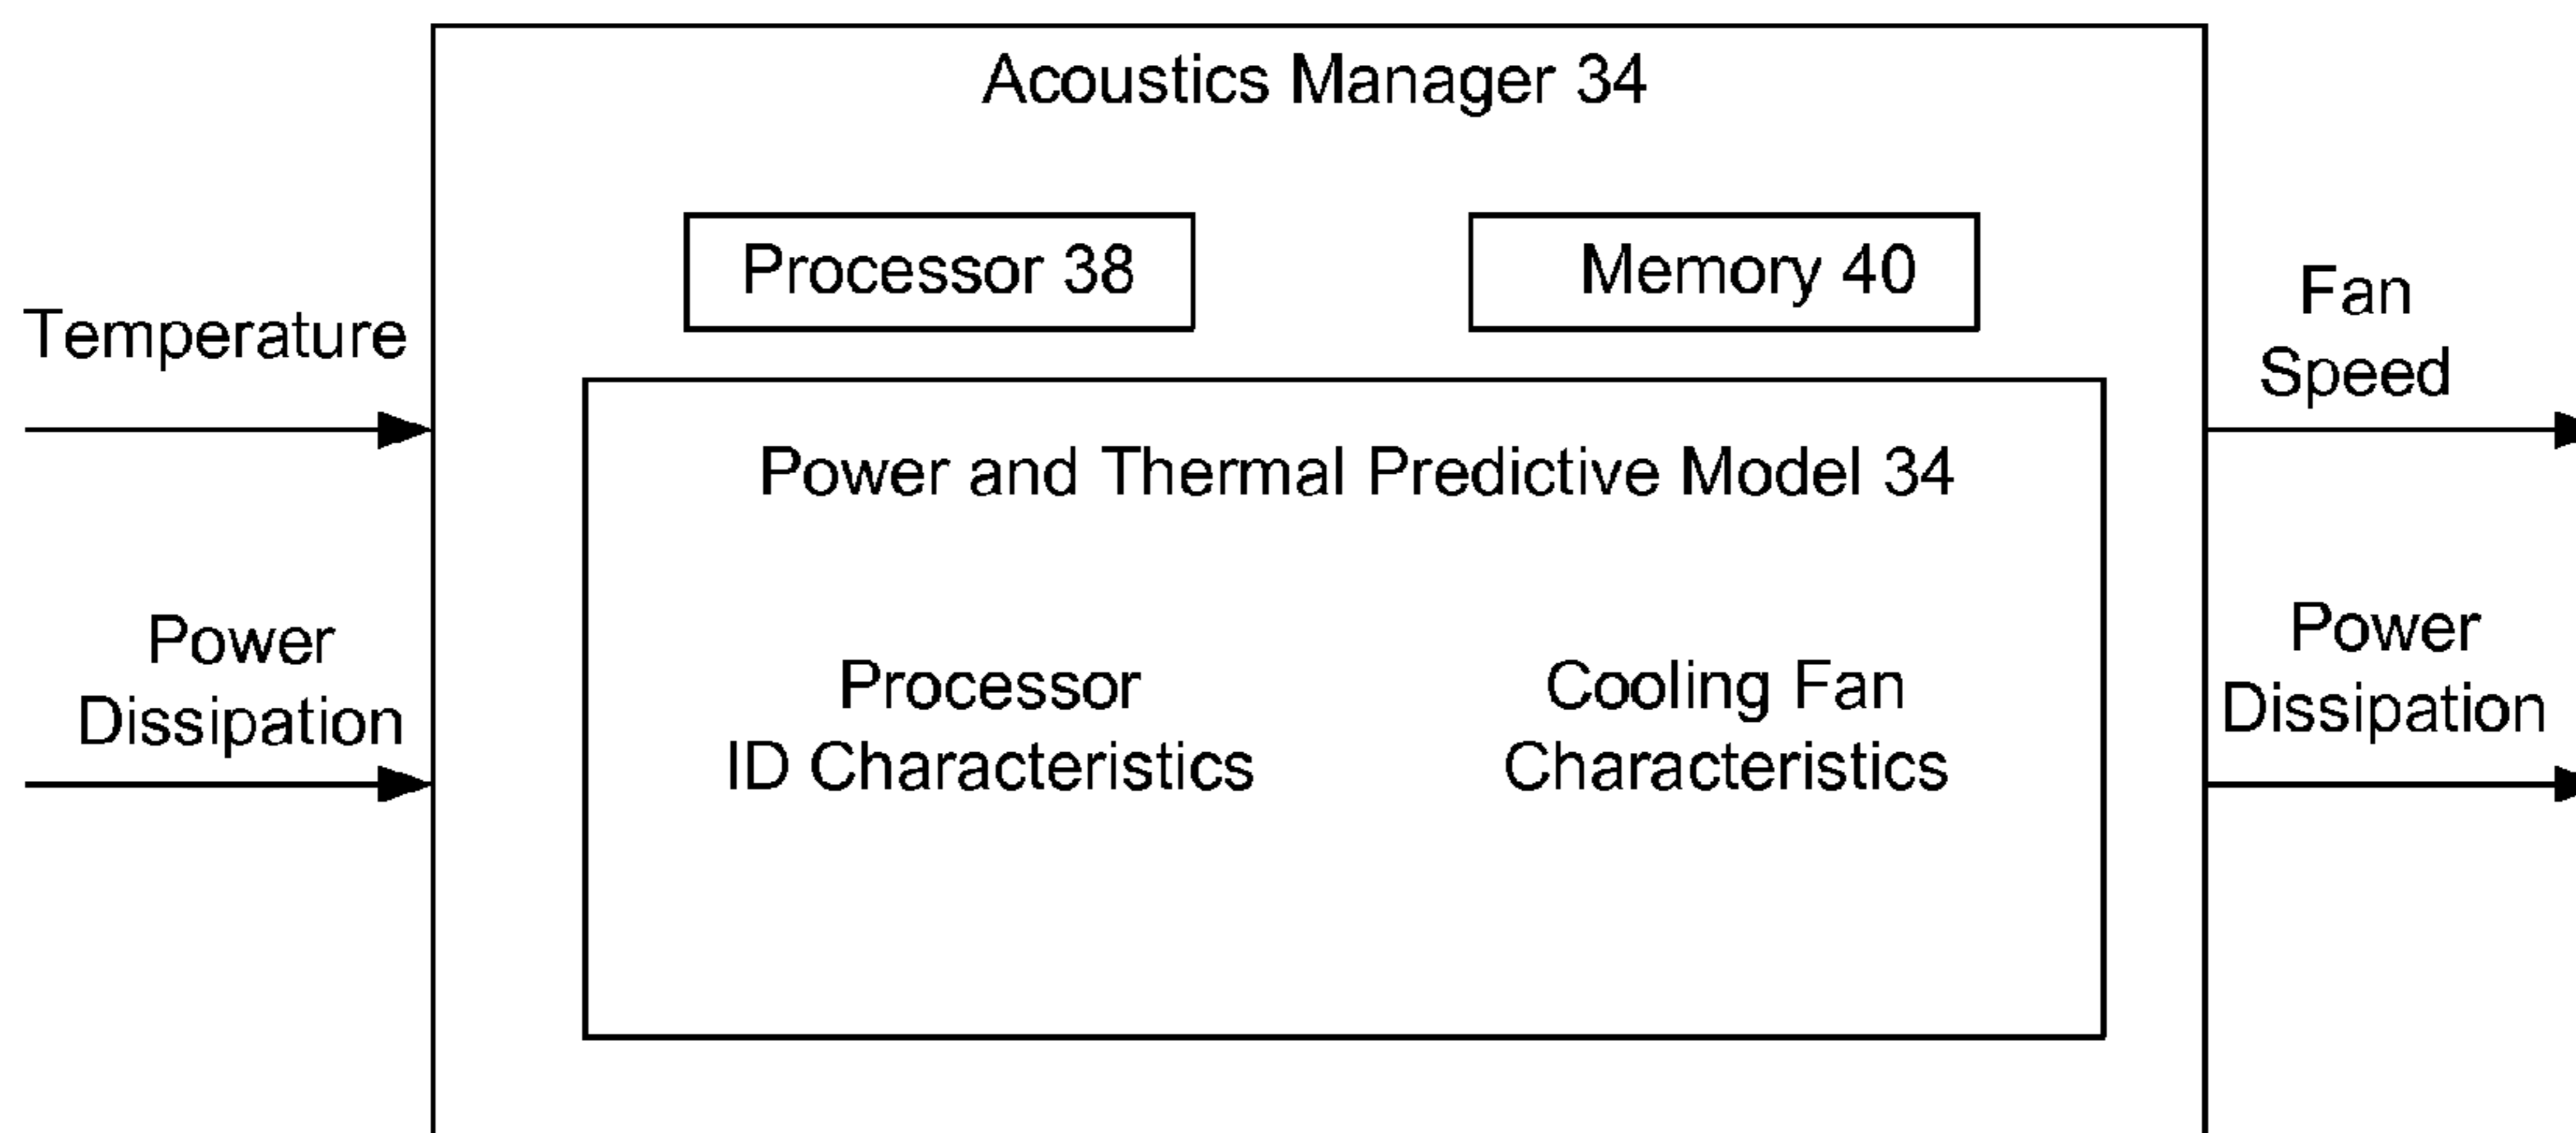 Acoustics Manager 34
Processor 38
Memory 40
Temperature
Fan
Speed
Power and Thermal Predictive Model 34
Power
Dissipation
Processor
ID Characteristics
Cooling Fan
Characteristics
Power
Dissipation